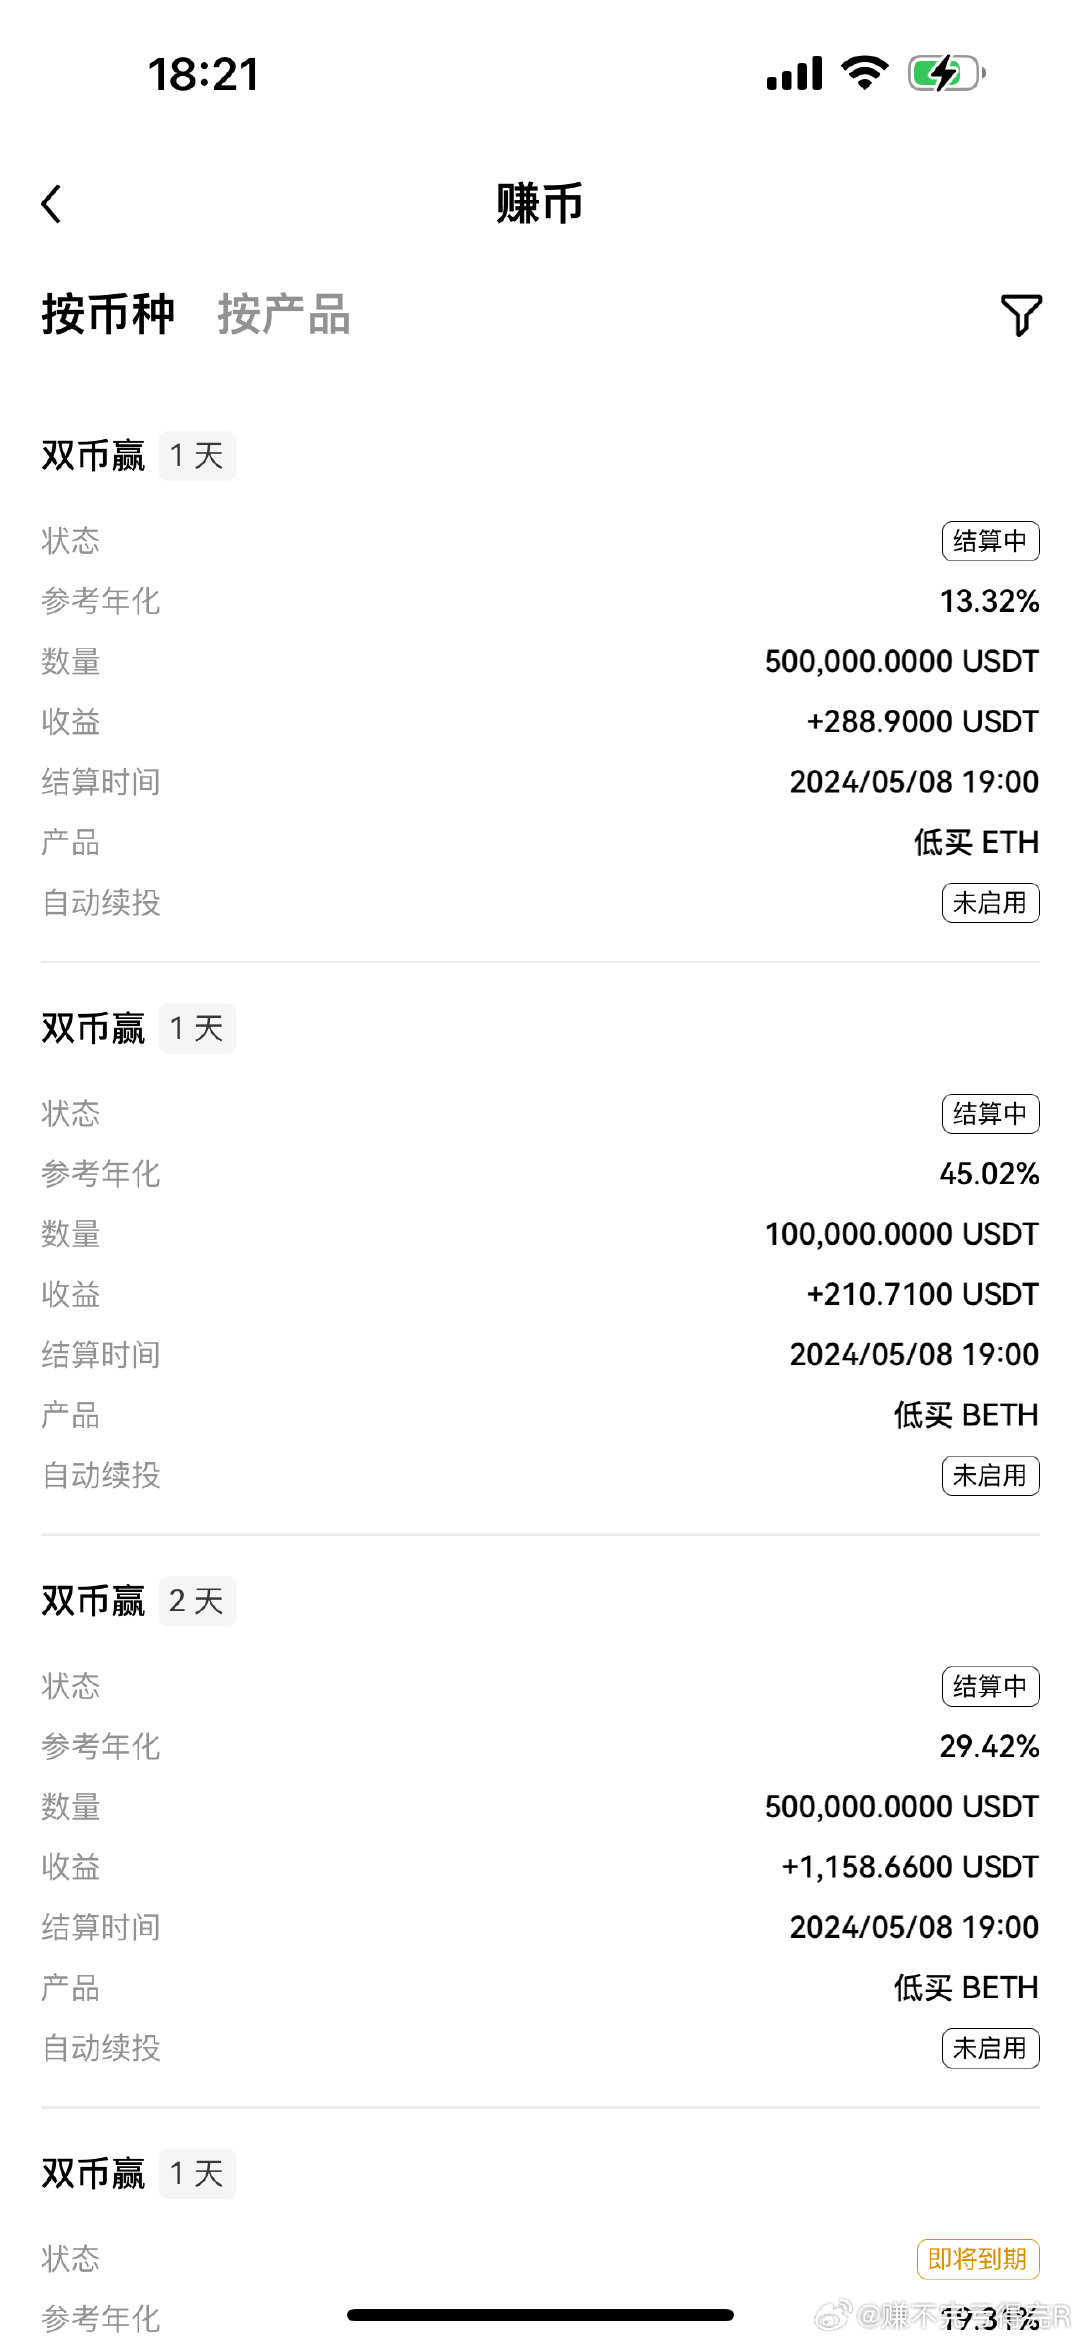 18:21
赚币
按币种 按产品
双币赢 1 天
状态 结算中
参考年化 13.32%
数量 500,000.0000 USDT
收益 +288.9000 USDT
结算时间 2024/05/08 19:00
产品 低买 ETH
自动续投 未启用
双币赢 1 天
状态 结算中
参考年化 45.02%
数量 100,000.0000 USDT
收益 +210.7100 USDT
结算时间 2024/05/08 19:00
产品 低买 BETH
自动续投 未启用
双币赢 2 天
状态 结算中
参考年化 29.42%
数量 500,000.0000 USDT
收益 +1,158.6600 USDT
结算时间 2024/05/08 19:00
产品 低买 BETH
自动续投 未启用
双币赢 1 天
状态 即将到期
参考年化 19.31%